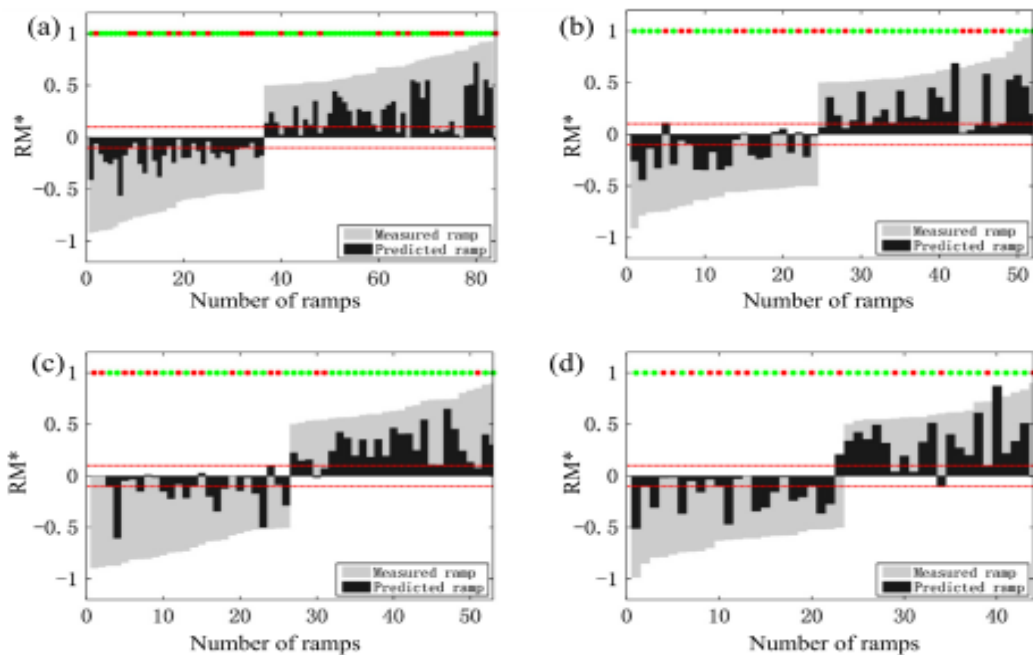 (a)
1
0.5
0
-0.5
-1
RM*
Measured ramp
Predicted ramp
0 20 40 60 80
Number of ramps
(b)
1
0.5
0
-0.5
-1
RM*
Measured ramp
Predicted ramp
0 10 20 30 40 50
Number of ramps
(c)
1
0.5
0
-0.5
-1
RM*
Measured ramp
Predicted ramp
0 10 20 30 40 50
Number of ramps
(d)
1
0.5
0
-0.5
-1
RM*
Measured ramp
Predicted ramp
0 10 20 30 40
Number of ramps